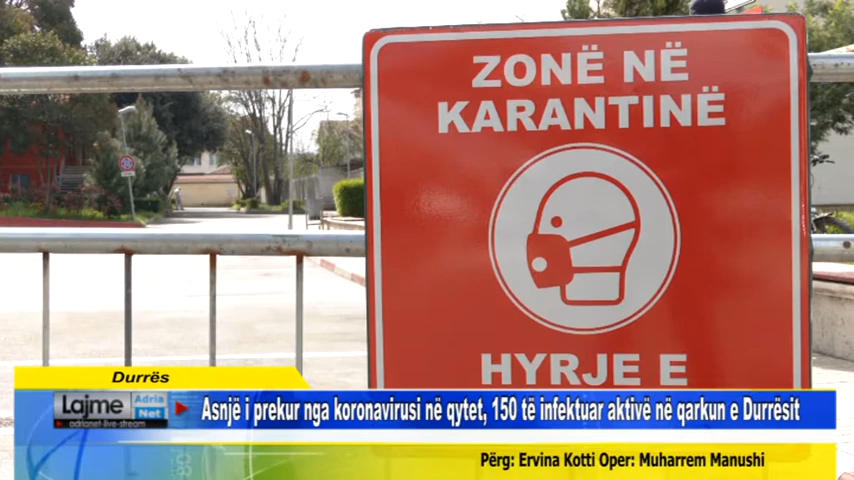 ZONË NË
KARANTINË
HYRJE E
Durrës
Lajme Adria Net
adrianet-live-stream
Asnjë i prekur nga koronavirusi në qytet, 150 të infektuar aktivë në qarkun e Durrësit
Përg: Ervina Kotti Oper: Muharrem Manushi